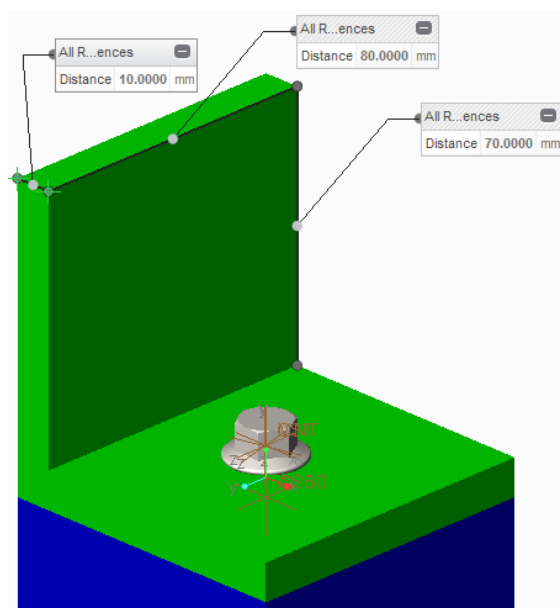 All R...ences
Distance 10.0000 mm
All R...ences
Distance 80.0000 mm
All R...ences
Distance 70.0000 mm
y